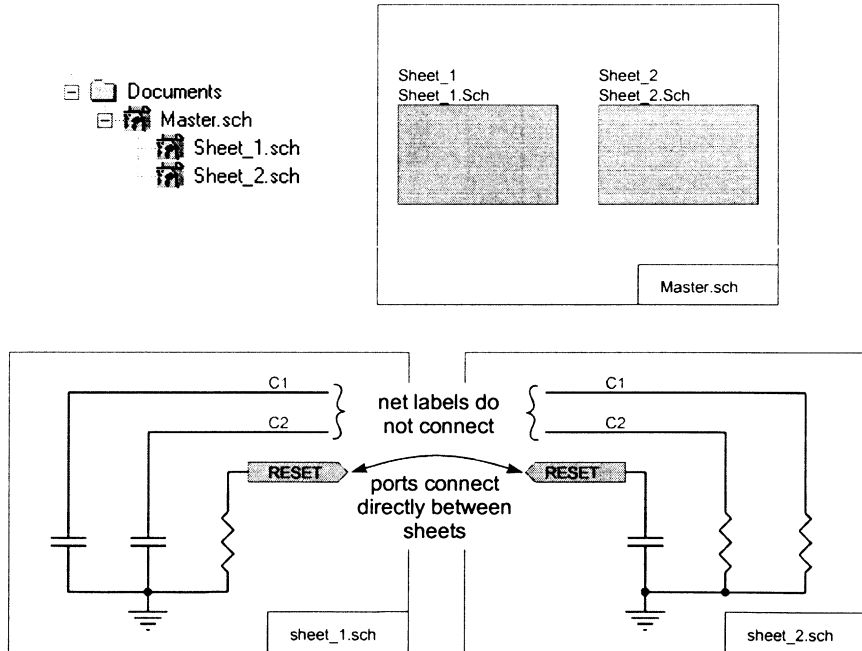 Documents
Master.sch
Sheet_1.sch
Sheet_2.sch
Sheet_1
Sheet_1.Sch
Sheet_2
Sheet_2.Sch
Master.sch
C1
C2
RESET
net labels do
not connect
ports connect
directly between
sheets
C1
C2
RESET
sheet_1.sch
sheet_2.sch